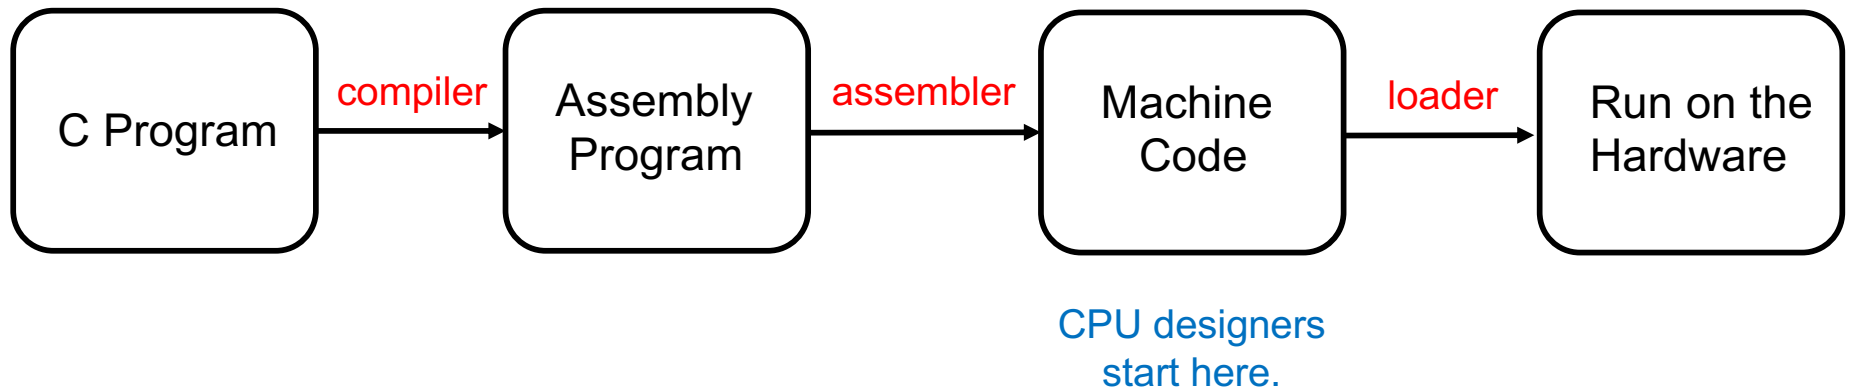 C Program
compiler
Assembly
Program
assembler
Machine
Code
loader
Run on the
Hardware
CPU designers
start here.